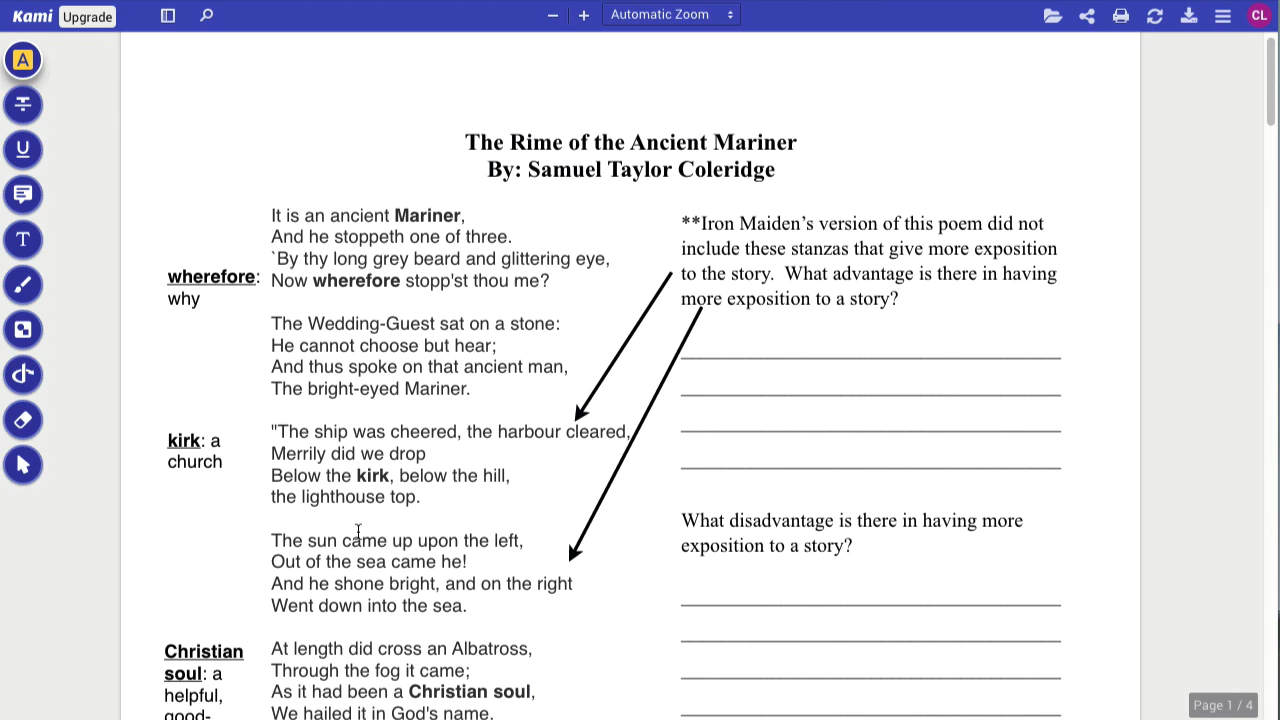 Kami Upgrade
Automatic Zoom
CL
A
T
U
T
The Rime of the Ancient Mariner
By: Samuel Taylor Coleridge
It is an ancient Mariner,
And he stoppeth one of three.
`By thy long grey beard and glittering eye,
Now wherefore stopp'st thou me?
wherefore:
why
The Wedding-Guest sat on a stone:
He cannot choose but hear;
And thus spoke on that ancient man,
The bright-eyed Mariner.
"The ship was cheered, the harbour cleared,
Merrily did we drop
Below the kirk, below the hill,
the lighthouse top.
kirk: a
church
The sun came up upon the left,
Out of the sea came he!
And he shone bright, and on the right
Went down into the sea.
At length did cross an Albatross,
Through the fog it came;
As it had been a Christian soul,
We hailed it in God's name.
Christian
soul: a
helpful,
good-
**Iron Maiden's version of this poem did not
include these stanzas that give more exposition
to the story.  What advantage is there in having
more exposition to a story?
What disadvantage is there in having more
exposition to a story?
Page 1 / 4